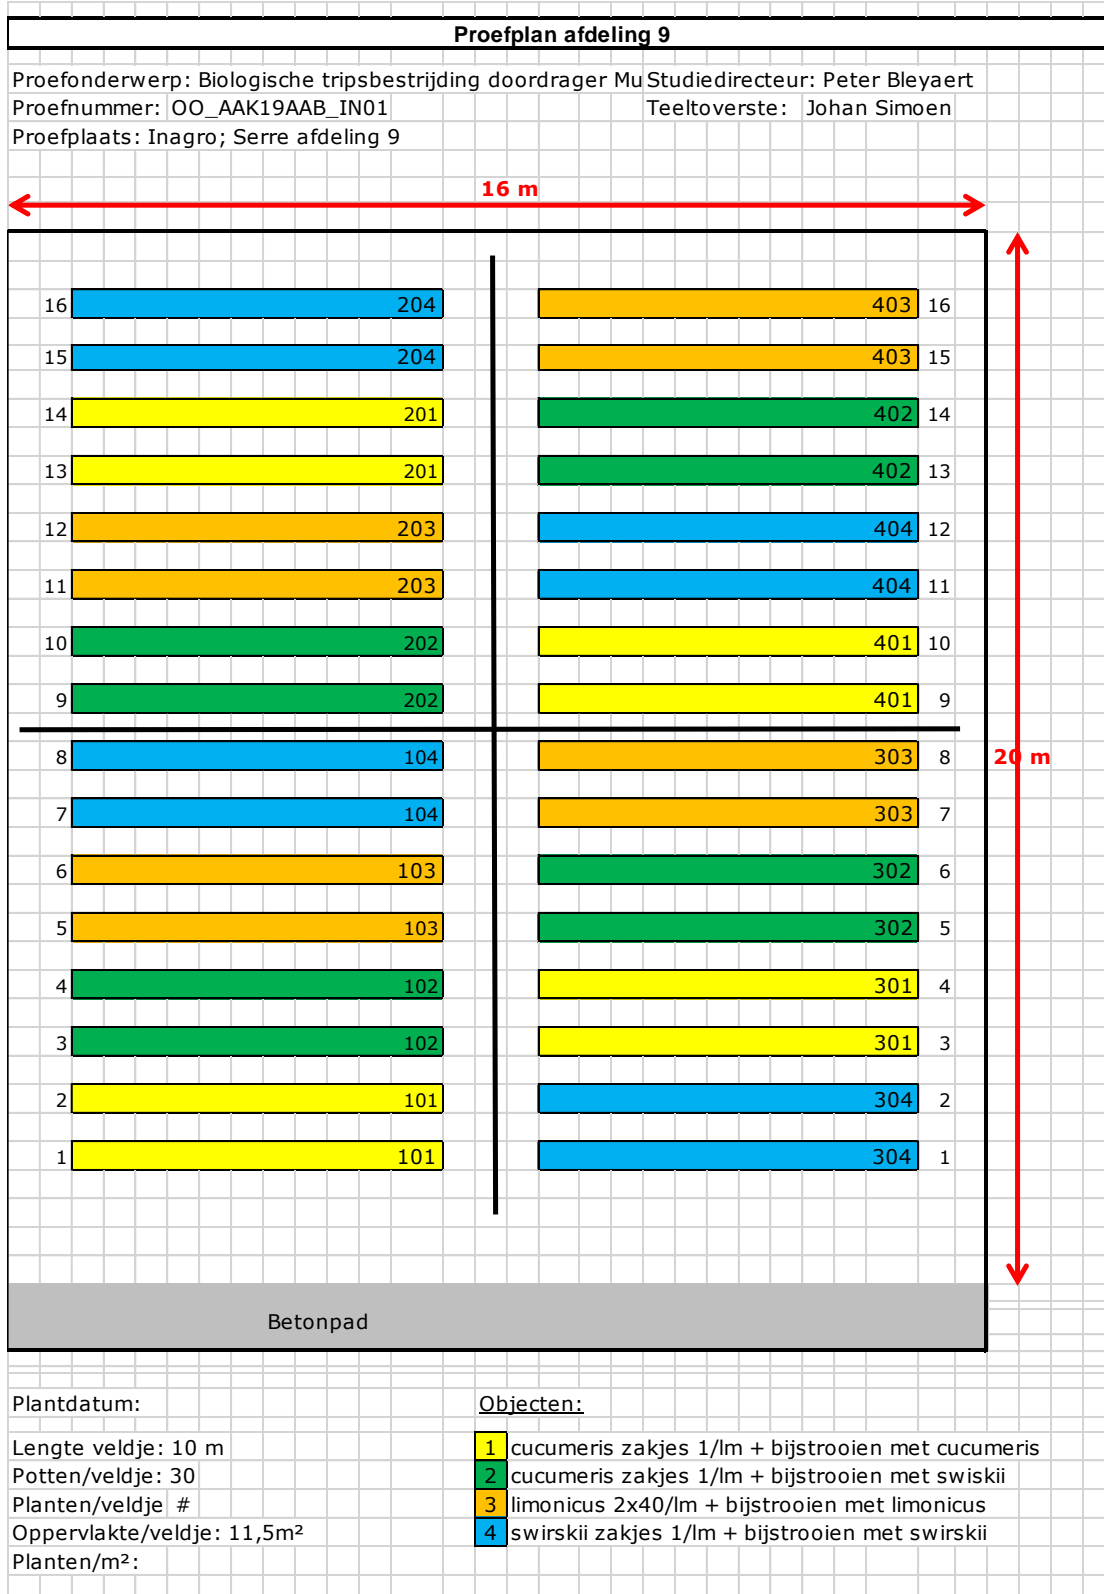 Proefplan afdeling 9
Proefonderwerp: Biologische tripsbestrijding doordrager Mu Studiedirecteur: Peter Bleyaert
Proefnummer: OO_AAK19AAB_IN01 Teeltoverste: Johan Simoen
Proefplaats: Inagro; Serre afdeling 9
16 m
16 204 403 16
15 204 403 15
14 201 402 14
13 201 402 13
12 203 404 12
11 203 404 11
10 202 401 10
9 202 401 9
8 104 303 8 20 m
7 104 303 7
6 103 302 6
5 103 302 5
4 102 301 4
3 102 301 3
2 101 304 2
1 101 304 1
Betonpad
Plantdatum: Objecten:
Lengte veldje: 10 m 1 cucumeris zakjes 1/lm + bijstrooien met cucumeris
Potten/veldje: 30 2 cucumeris zakjes 1/lm + bijstrooien met swiskii
Planten/veldje # 3 limonicus 2x40/lm + bijstrooien met limonicus
Oppervlakte/veldje: 11,5m² 4 swirskii zakjes 1/lm + bijstrooien met swirskii
Planten/m²: